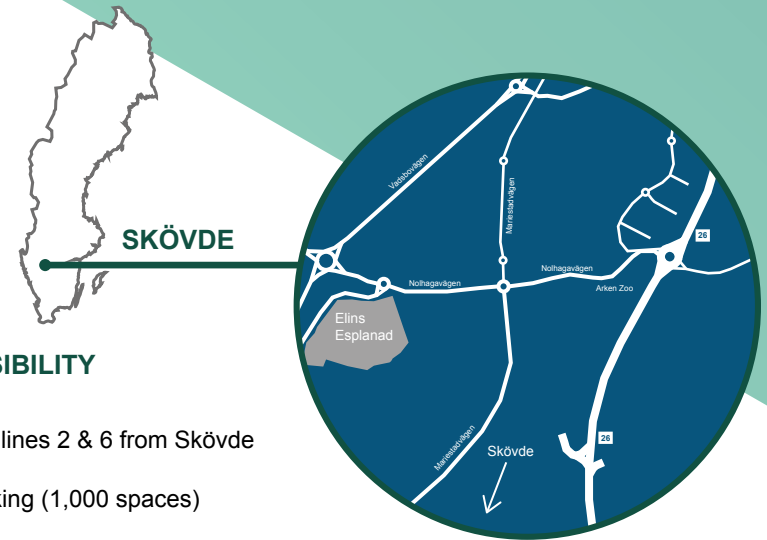 SKÖVDE
Vadsbovägen
Mariestadvägen
26
Nolhagavägen
Nolhagavägen
Arken Zoo
Elins
Esplanad
Mariestadvägen
Skövde
26
SIBILITY
lines 2 & 6 from Skövde
king (1,000 spaces)